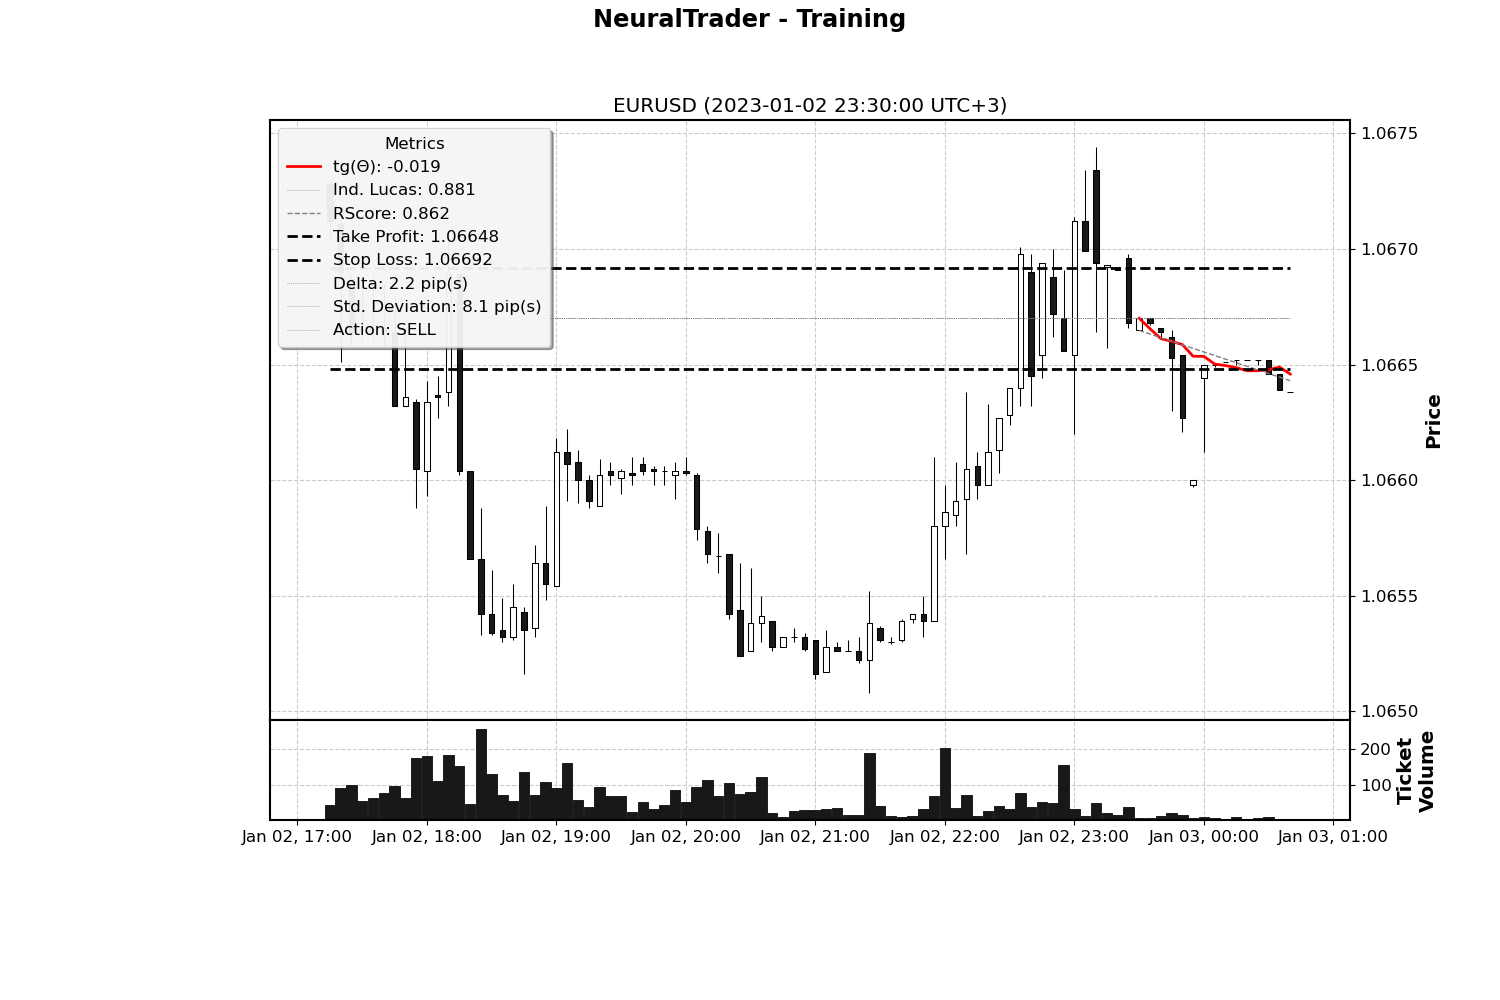 NeuralTrader - Training
EURUSD (2023-01-02 23:30:00 UTC+3)
Metrics
tg(Θ): -0.019
Ind. Lucas: 0.881
RScore: 0.862
Take Profit: 1.06648
Stop Loss: 1.06692
Delta: 2.2 pip(s)
Std. Deviation: 8.1 pip(s)
Action: SELL
1.0675
1.0670
1.0665
1.0660
1.0655
1.0650
Price
200
100
Ticket
Volume
Jan 02, 17:00
Jan 02, 18:00
Jan 02, 19:00
Jan 02, 20:00
Jan 02, 21:00
Jan 02, 22:00
Jan 02, 23:00
Jan 03, 00:00
Jan 03, 01:00